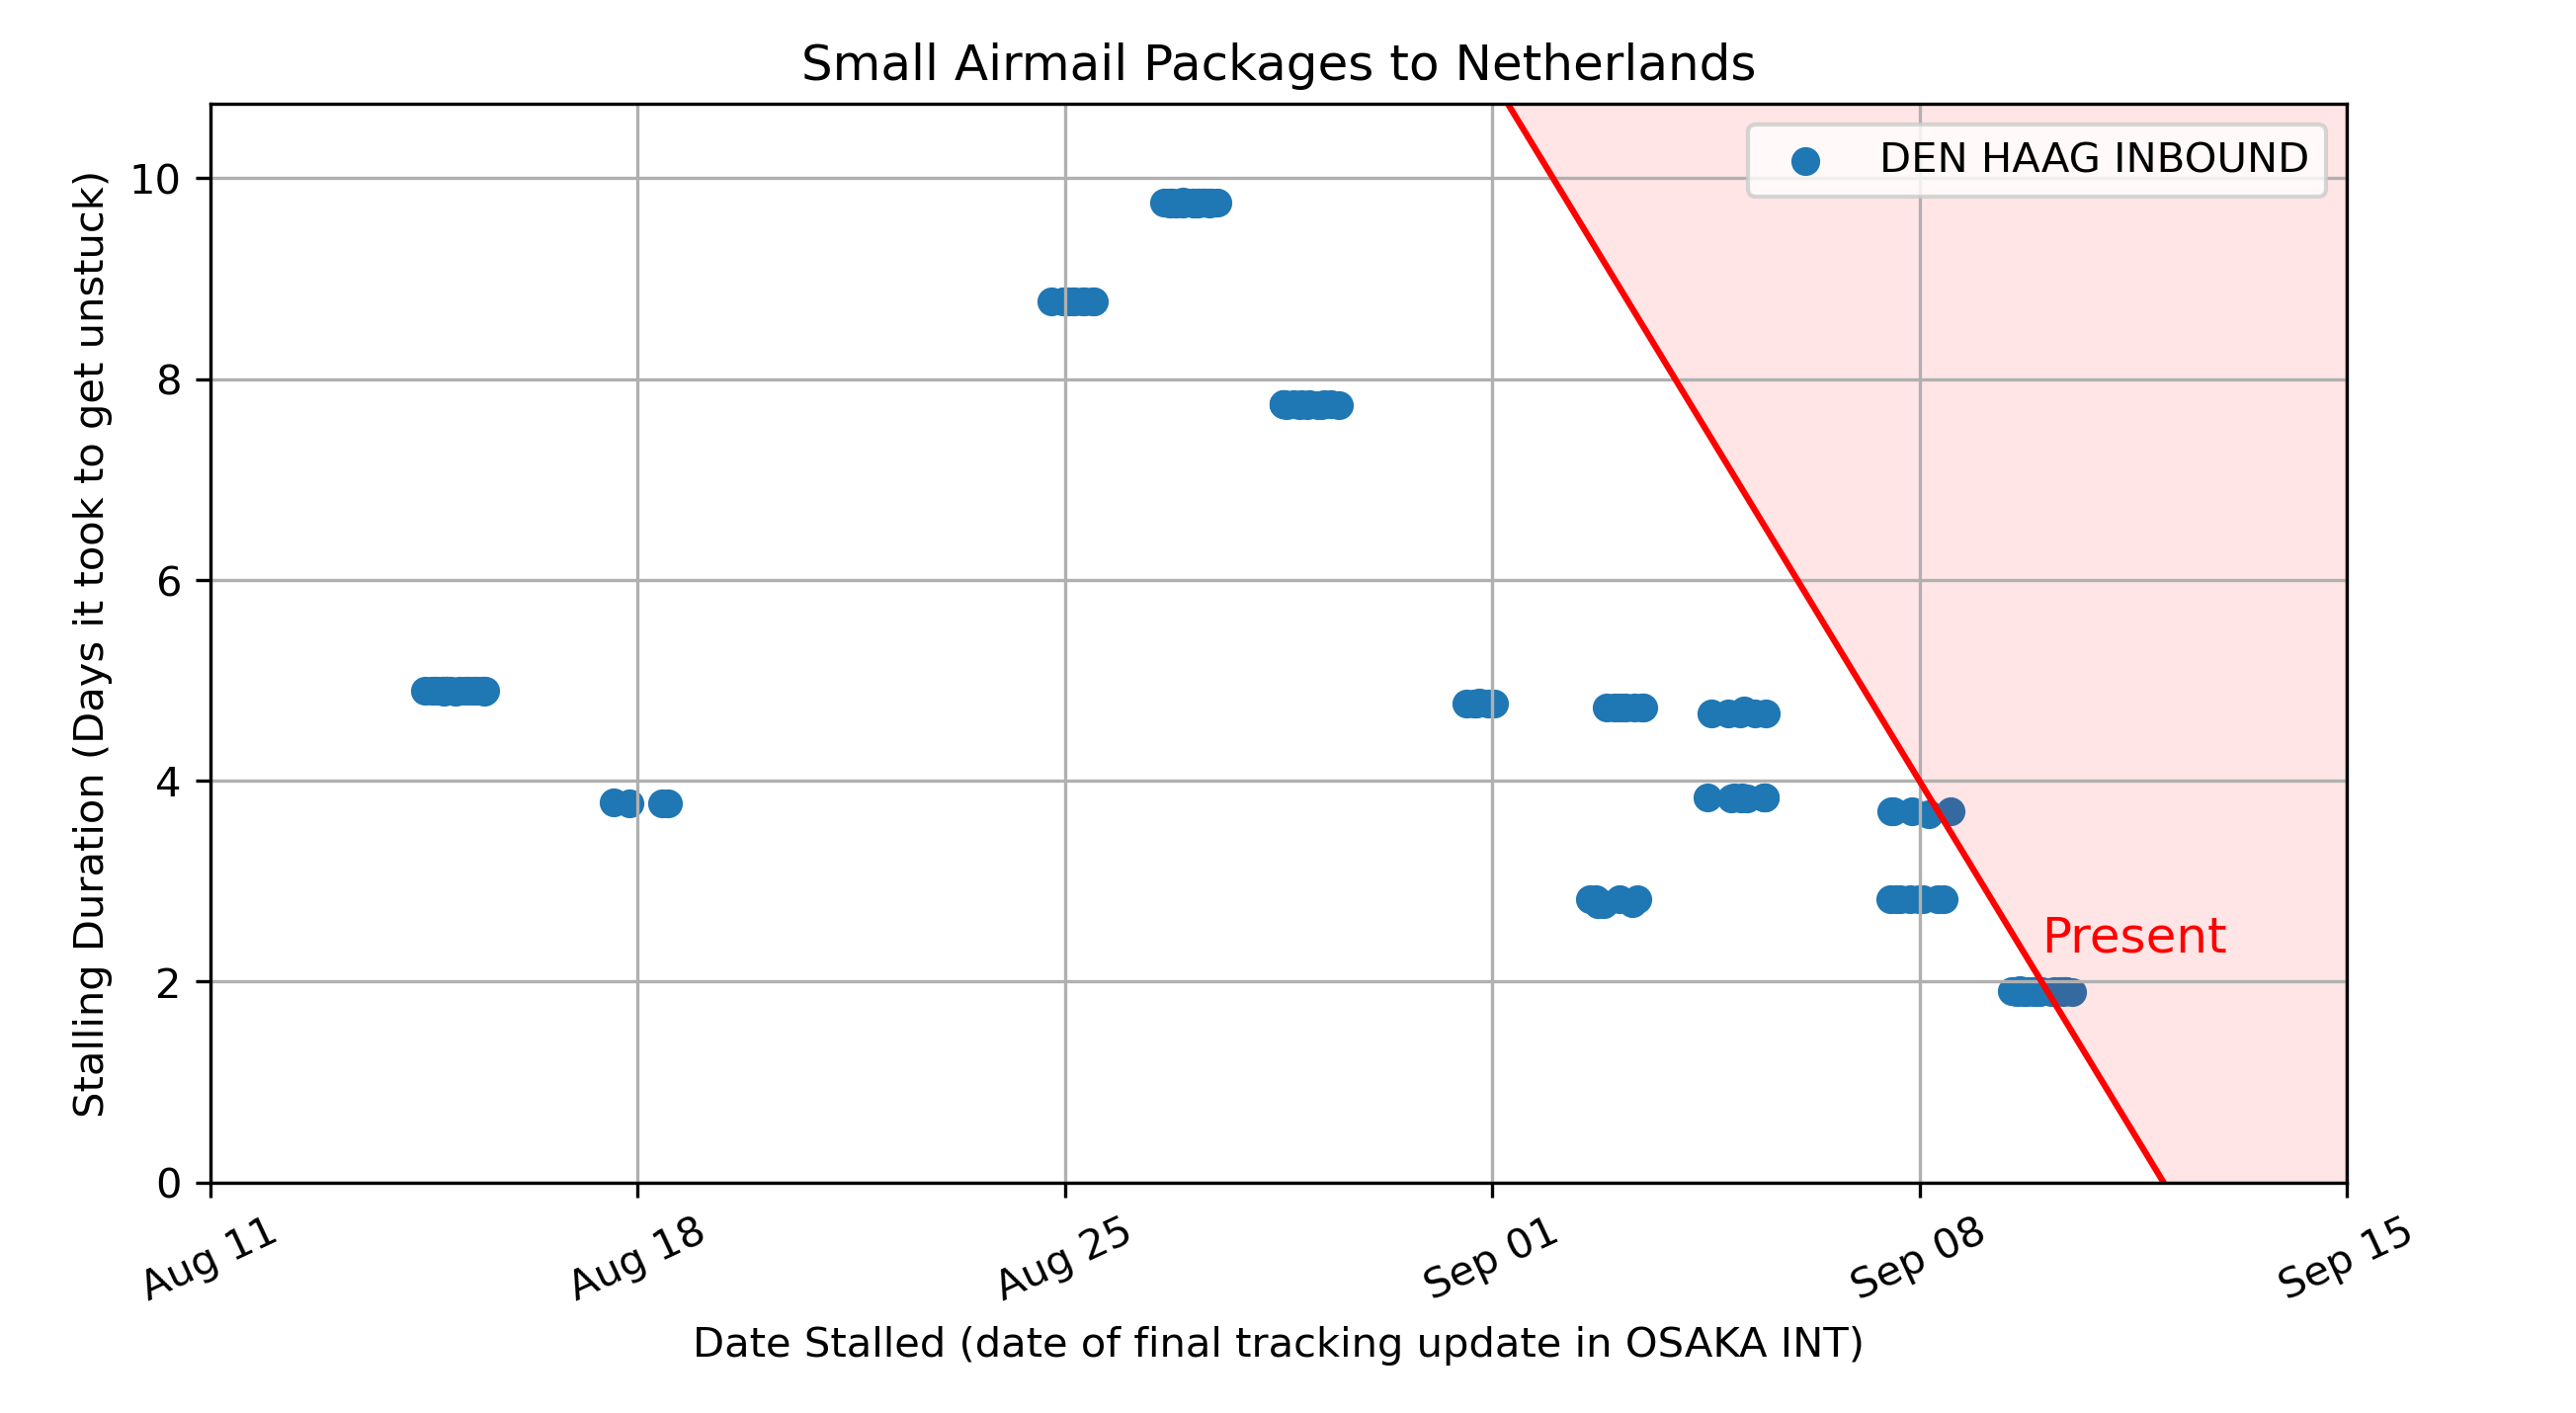 Small Airmail Packages to Netherlands
DEN HAAG INBOUND
Stalling Duration (Days it took to get unstuck)
10
8
6
4
2
0
Present
Aug 11
Aug 18
Aug 25
Sep 01
Sep 08
Sep 15
Date Stalled (date of final tracking update in OSAKA INT)